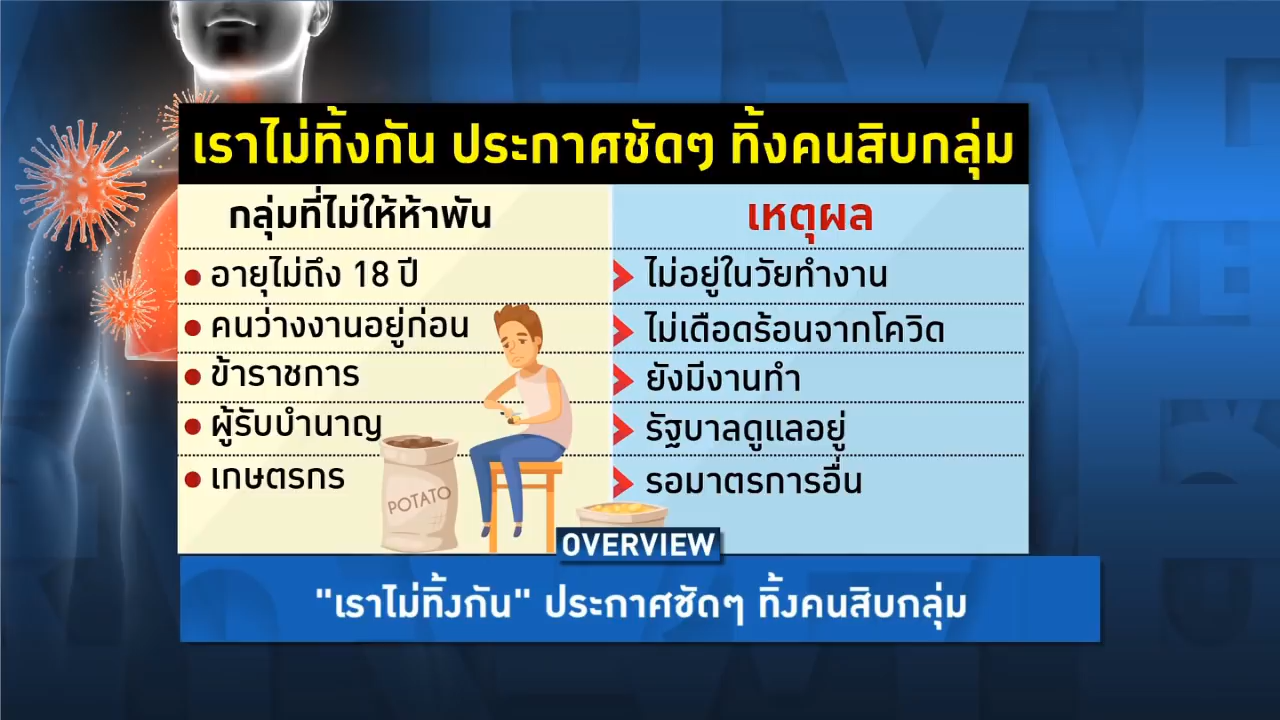 เราไม่ทิ้งกัน ประกาศชัดๆ ทิ้งคนสิบกลุ่ม
กลุ่มที่ไม่ให้ห้าพัน เหตุผล
• อายุไม่ถึง 18 ปี ไม่อยู่ในวัยทำงาน
• คนว่างงานอยู่ก่อน ไม่เดือดร้อนจากโควิด
• ข้าราชการ ยังมีงานทำ
• ผู้รับบำนาญ รัฐบาลดูแลอยู่
• เกษตรกร รอมาตรการอื่น
POTATO
OVERVIEW
"เราไม่ทิ้งกัน" ประกาศชัดๆ ทิ้งคนสิบกลุ่ม